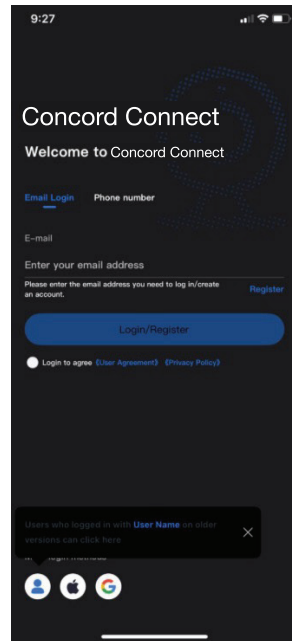 9:27
Concord Connect
Welcome to Concord Connect
Email Login Phone number
E-mail
Enter your email address
Please enter the email address you need to log in/create
an account.
Register
Login/Register
Login to agree 《User Agreement》 《Privacy Policy》
Users who logged in with User Name on older
versions can click here